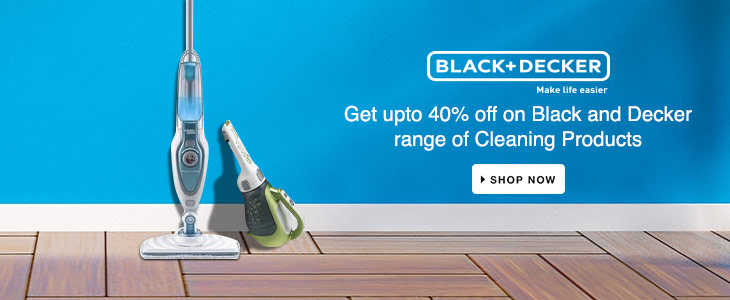 BLACK+DECKER
Make life easier
Get upto 40% off on Black and Decker
range of Cleaning Products
SHOP NOW